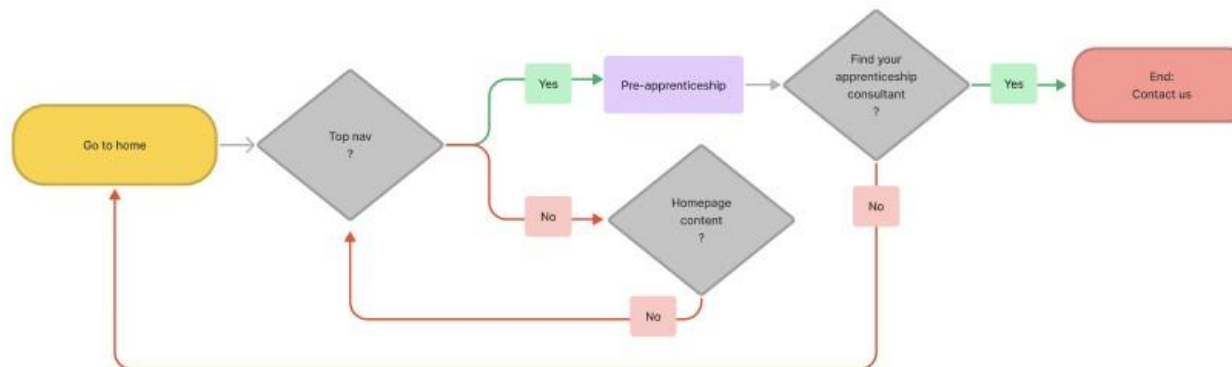 Go to home
Top nav
?
Yes
Pre-apprenticeship
Find your
apprenticeship
consultant
?
Yes
End:
Contact us
No
Homepage
content
?
No
No